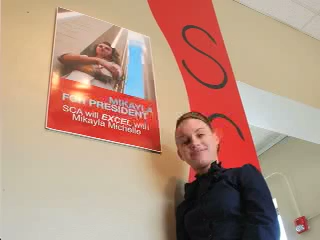 MIKAYLA
FOR PRESIDENT
SCA will EXCEL with
Mikayla Michelle
S